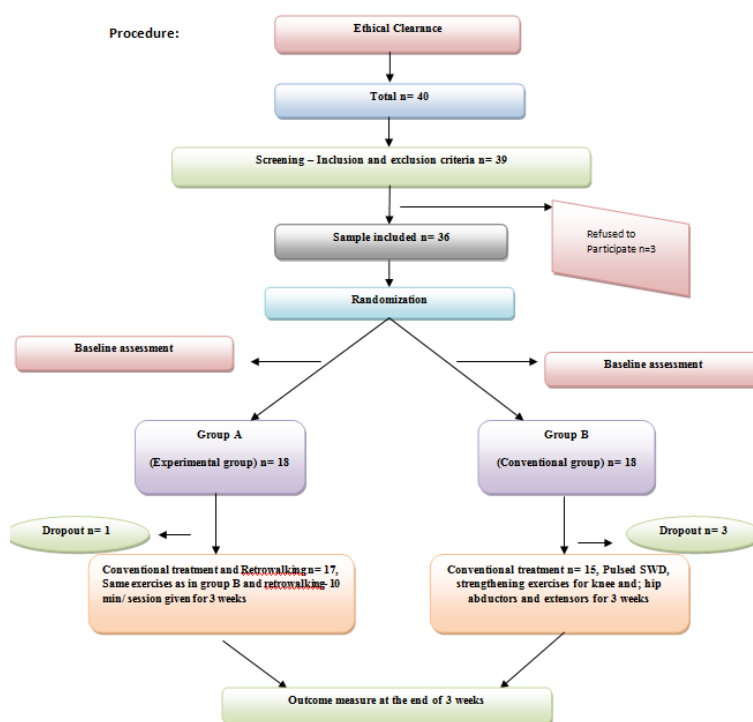 Procedure:
Ethical Clearance
Total n= 40
Screening – Inclusion and exclusion criteria n= 39
Sample included n= 36
Refused to
Participate n=3
Randomization
Baseline assessment
Baseline assessment
Group A
(Experimental group) n= 18
Group B
(Conventional group) n= 18
Dropout n= 1
Dropout n= 3
Conventional treatment and Retrowalking n= 17,
Same exercises as in group B and retrowalking- 10
min/ session given for 3 weeks
Conventional treatment n= 15, Pulsed SWD,
strengthening exercises for knee and; hip
abductors and extensors for 3 weeks
Outcome measure at the end of 3 weeks